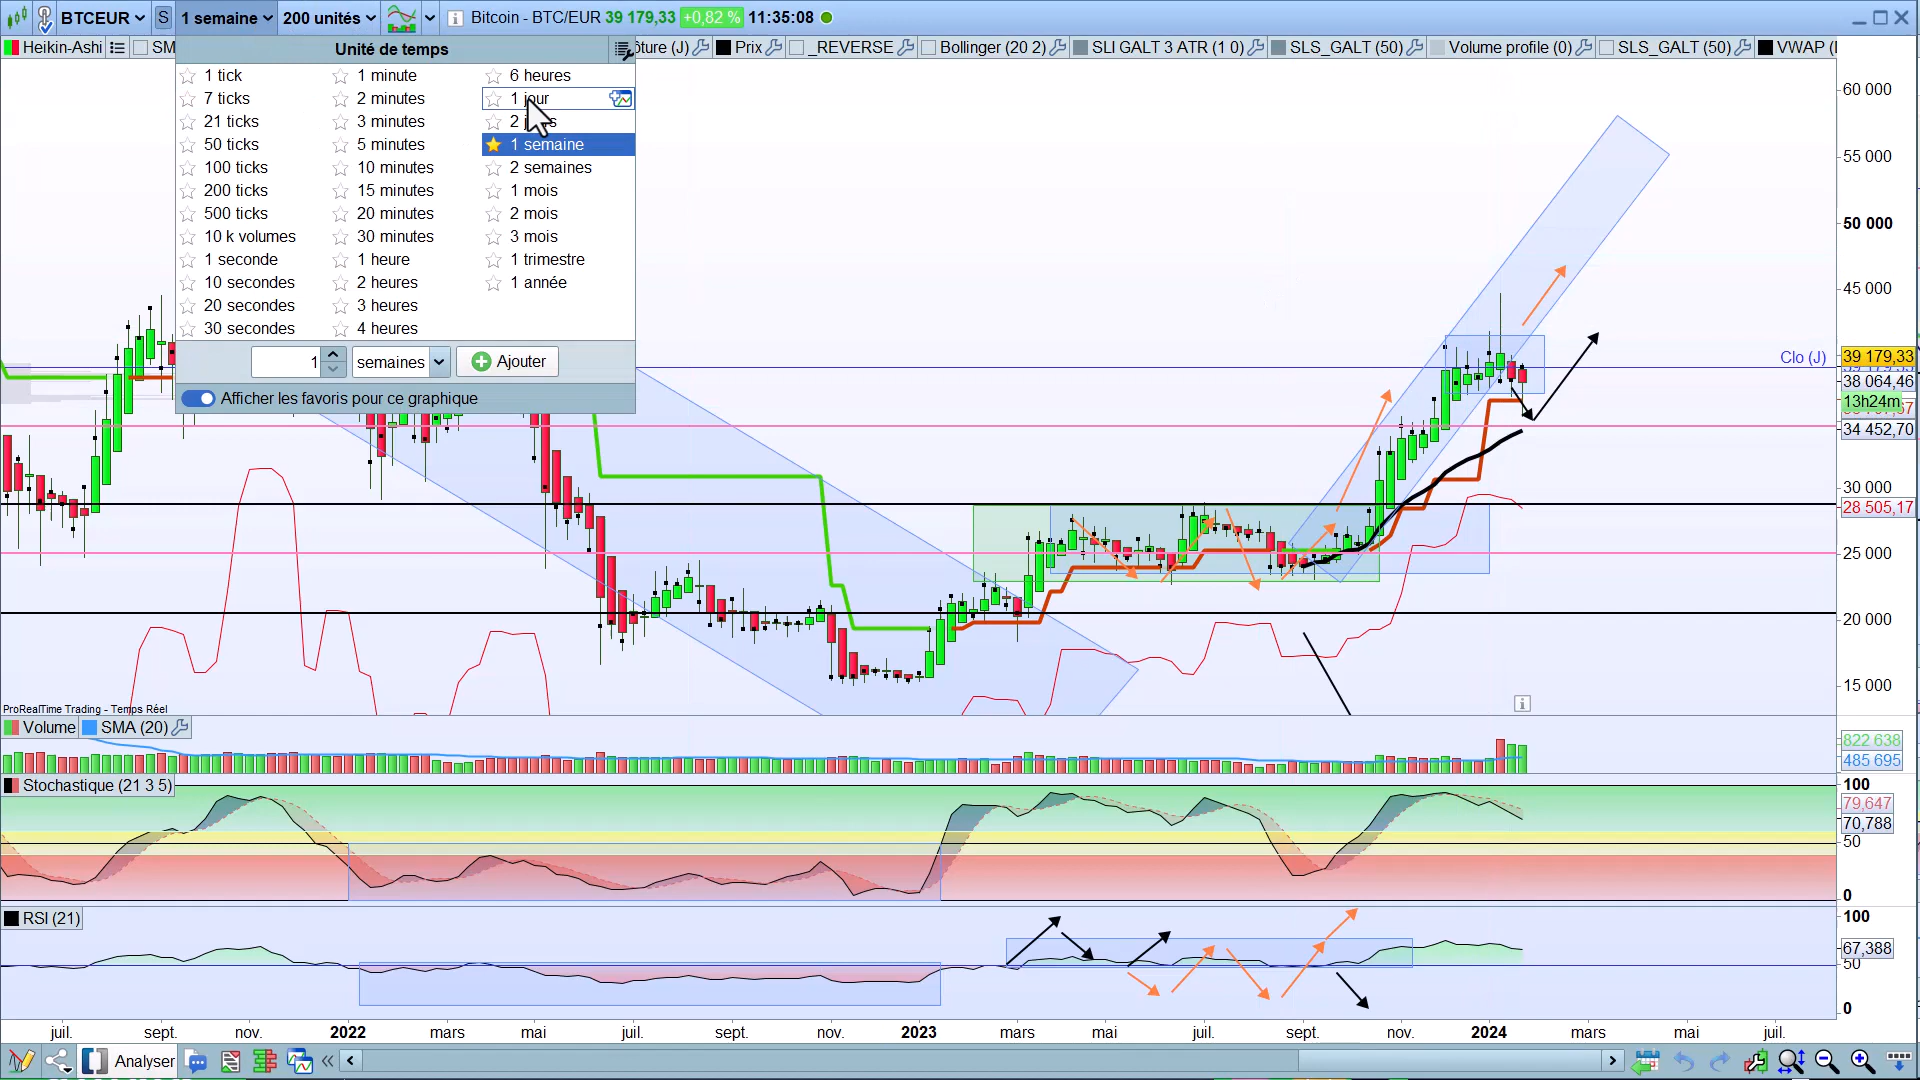 BTCEUR S 1 semaine 200 unités Bitcoin - BTC/EUR 39 179,33 +0,82 % 11:35:08
Heikin-Ashi SM Unité de temps ôture (J) Prix _REVERSE Bollinger (20 2) SLI GALT 3 ATR (1 0) SLS_GALT (50) Volume profile (0) SLS_GALT (50) VWAP (
1 tick 1 minute 6 heures
7 ticks 2 minutes 1 jour
21 ticks 3 minutes
50 ticks 5 minutes 1 semaine
100 ticks 10 minutes 2 semaines
200 ticks 15 minutes 1 mois
500 ticks 20 minutes 2 mois
10 k volumes 30 minutes 3 mois
1 seconde 1 heure 1 trimestre
10 secondes 2 heures 1 année
20 secondes 3 heures
30 secondes 4 heures
1 semaines Ajouter
Afficher les favoris pour ce graphique
60 000
55 000
50 000
45 000
Clo (J) 39 179,33
38 064,46
13h24m
34 452,70
30 000
28 505,17
25 000
20 000
15 000
ProRealTime Trading - Temps Réel
Volume SMA (20)
822 638
485 695
Stochastique (21 3 5)
100
79,647
70,788
50
0
RSI (21)
100
67,388
50
0
juil. sept. nov. 2022 mars mai juil. sept. nov. 2023 mars mai juil. sept. nov. 2024 mars mai juil.
Analyser